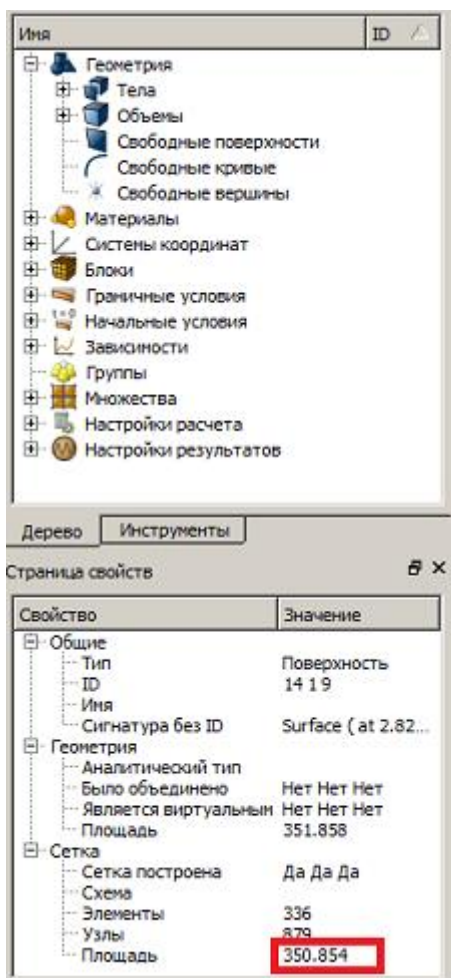 Имя ID
Геометрия
Тела
Объемы
Свободные поверхности
Свободные кривые
Свободные вершины
Материалы
Системы координат
Блоки
Граничные условия
Начальные условия
Зависимости
Группы
Множества
Настройки расчета
Настройки результатов
Дерево Инструменты
Страница свойств
Свойство Значение
Общие
Тип Поверхность
ID 14 1 9
Имя
Сигнатура без ID Surface ( at 2.82...
Геометрия
Аналитический тип
Было объединено Нет Нет Нет
Является виртуальным Нет Нет Нет
Площадь 351.858
Сетка
Сетка построена Да Да Да
Схема
Элементы 336
Узлы 879
Площадь 350.854